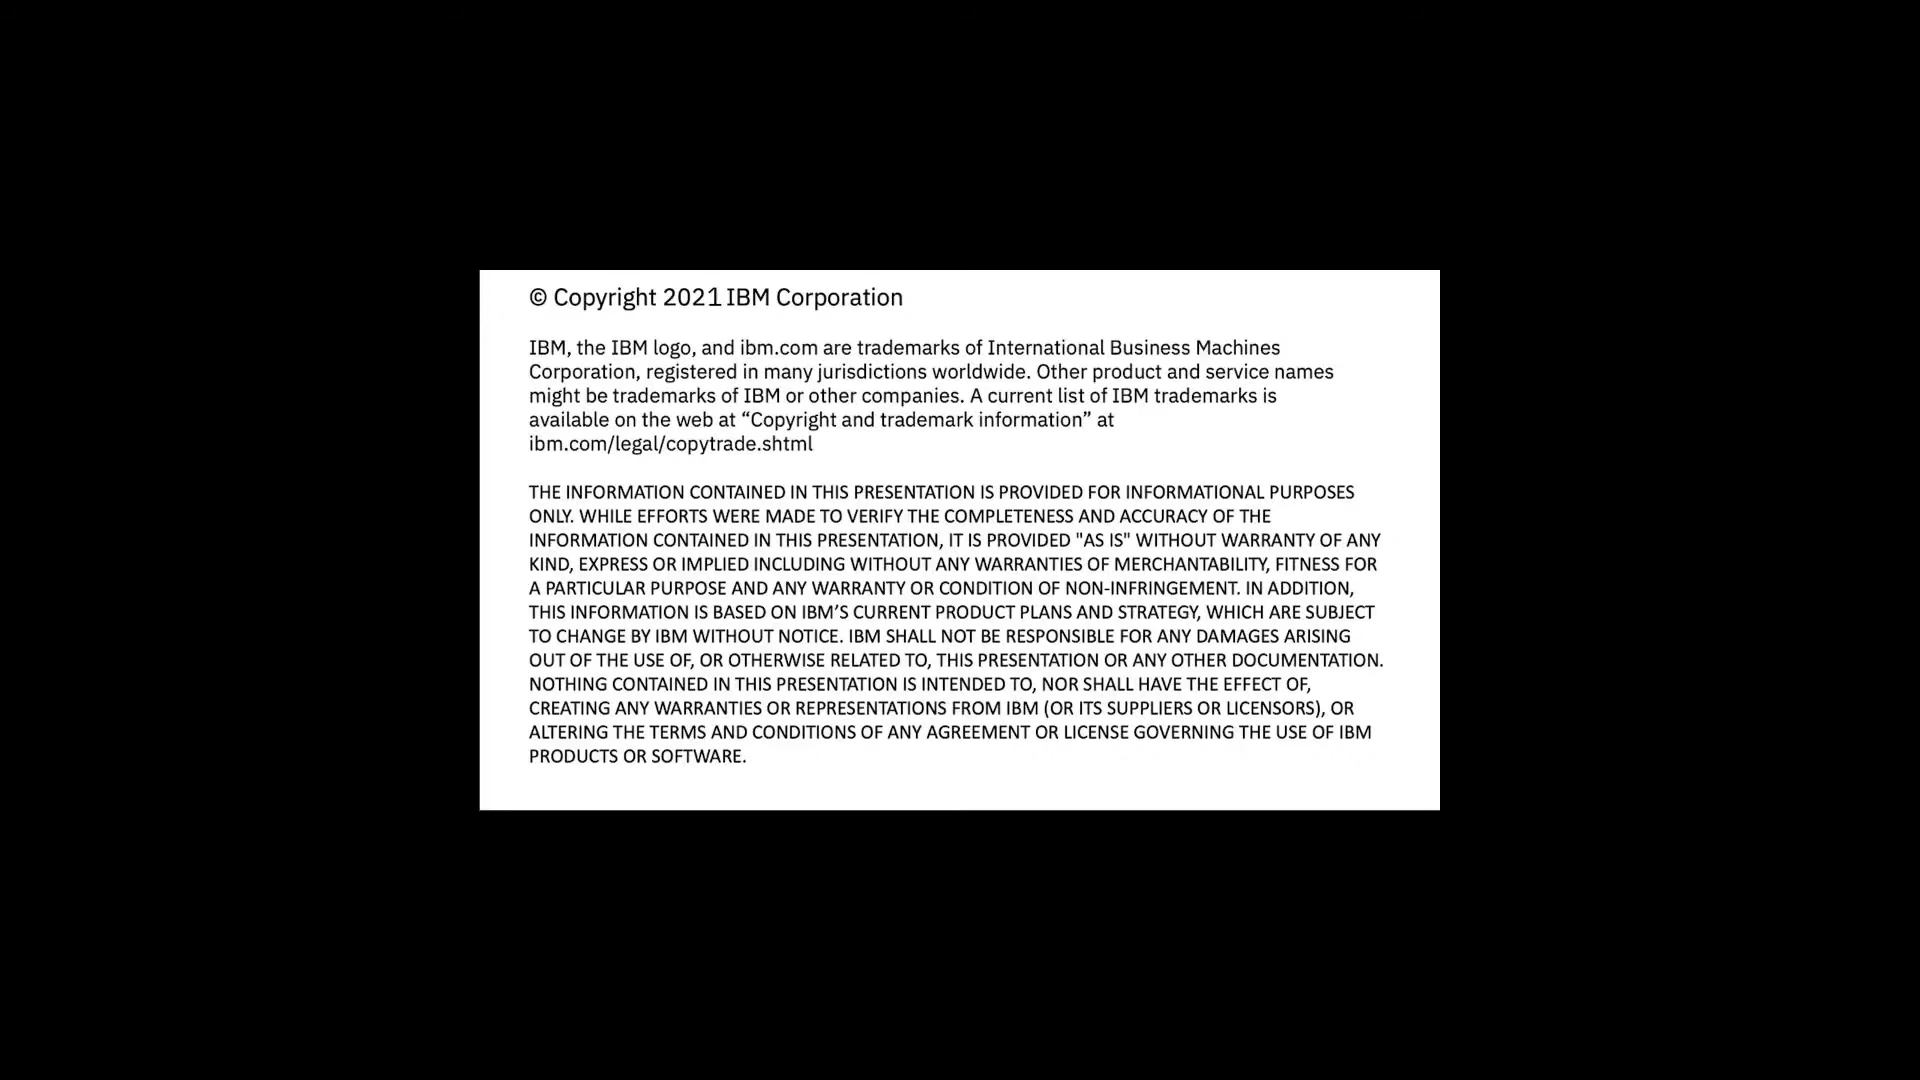 © Copyright 2021 IBM Corporation
IBM, the IBM logo, and ibm.com are trademarks of International Business Machines
Corporation, registered in many jurisdictions worldwide. Other product and service names
might be trademarks of IBM or other companies. A current list of IBM trademarks is
available on the web at “Copyright and trademark information” at
ibm.com/legal/copytrade.shtml
THE INFORMATION CONTAINED IN THIS PRESENTATION IS PROVIDED FOR INFORMATIONAL PURPOSES
ONLY. WHILE EFFORTS WERE MADE TO VERIFY THE COMPLETENESS AND ACCURACY OF THE
INFORMATION CONTAINED IN THIS PRESENTATION, IT IS PROVIDED "AS IS" WITHOUT WARRANTY OF ANY
KIND, EXPRESS OR IMPLIED INCLUDING WITHOUT ANY WARRANTIES OF MERCHANTABILITY, FITNESS FOR
A PARTICULAR PURPOSE AND ANY WARRANTY OR CONDITION OF NON-INFRINGEMENT. IN ADDITION,
THIS INFORMATION IS BASED ON IBM’S CURRENT PRODUCT PLANS AND STRATEGY, WHICH ARE SUBJECT
TO CHANGE BY IBM WITHOUT NOTICE. IBM SHALL NOT BE RESPONSIBLE FOR ANY DAMAGES ARISING
OUT OF THE USE OF, OR OTHERWISE RELATED TO, THIS PRESENTATION OR ANY OTHER DOCUMENTATION.
NOTHING CONTAINED IN THIS PRESENTATION IS INTENDED TO, NOR SHALL HAVE THE EFFECT OF,
CREATING ANY WARRANTIES OR REPRESENTATIONS FROM IBM (OR ITS SUPPLIERS OR LICENSORS), OR
ALTERING THE TERMS AND CONDITIONS OF ANY AGREEMENT OR LICENSE GOVERNING THE USE OF IBM
PRODUCTS OR SOFTWARE.